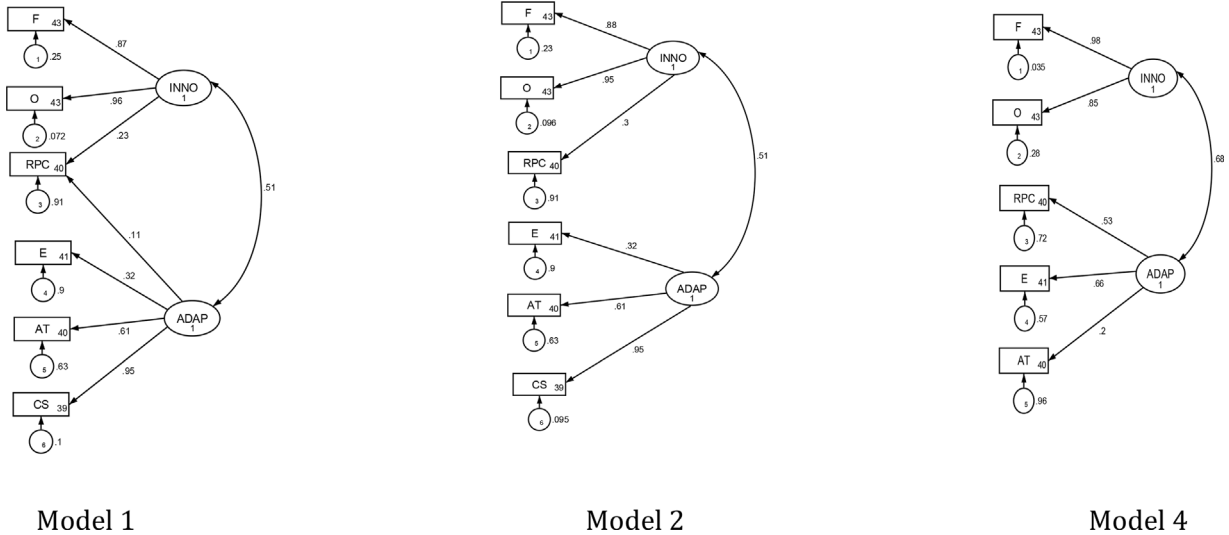 F 43
1 .25
.87
O 43
2 .072
.96
INNO
1
.23
RPC 40
3 .91
.51
.11
E 41
4 .9
.32
AT 40
5 .63
.61
ADAP
1
.95
CS 39
6 .1
Model 1
F 43
1 .23
.88
INNO
1
O 43
2 .096
.95
.3
RPC 40
3 .91
.51
E 41
4 .9
.32
AT 40
5 .63
.61
ADAP
1
.95
CS 39
6 .095
Model 2
F 43
1 .035
.98
INNO
1
O 43
2 .28
.85
.68
RPC 40
3 .72
.53
E 41
4 .57
.66
ADAP
1
.2
AT 40
5 .96
Model 4